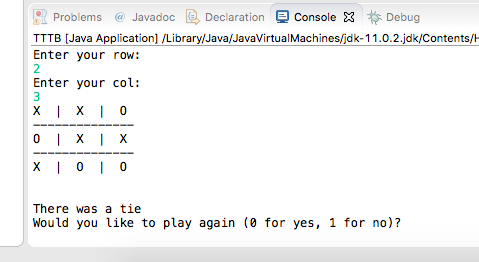 Problems @ Javadoc Declaration Console Debug
TTTB [Java Application] /Library/Java/JavaVirtualMachines/jdk-11.0.2.jdk/Contents/H
Enter your row:
2
Enter your col:
3
X | X | O
---------------
O | X | X
---------------
X | O | O
There was a tie
Would you like to play again (0 for yes, 1 for no)?